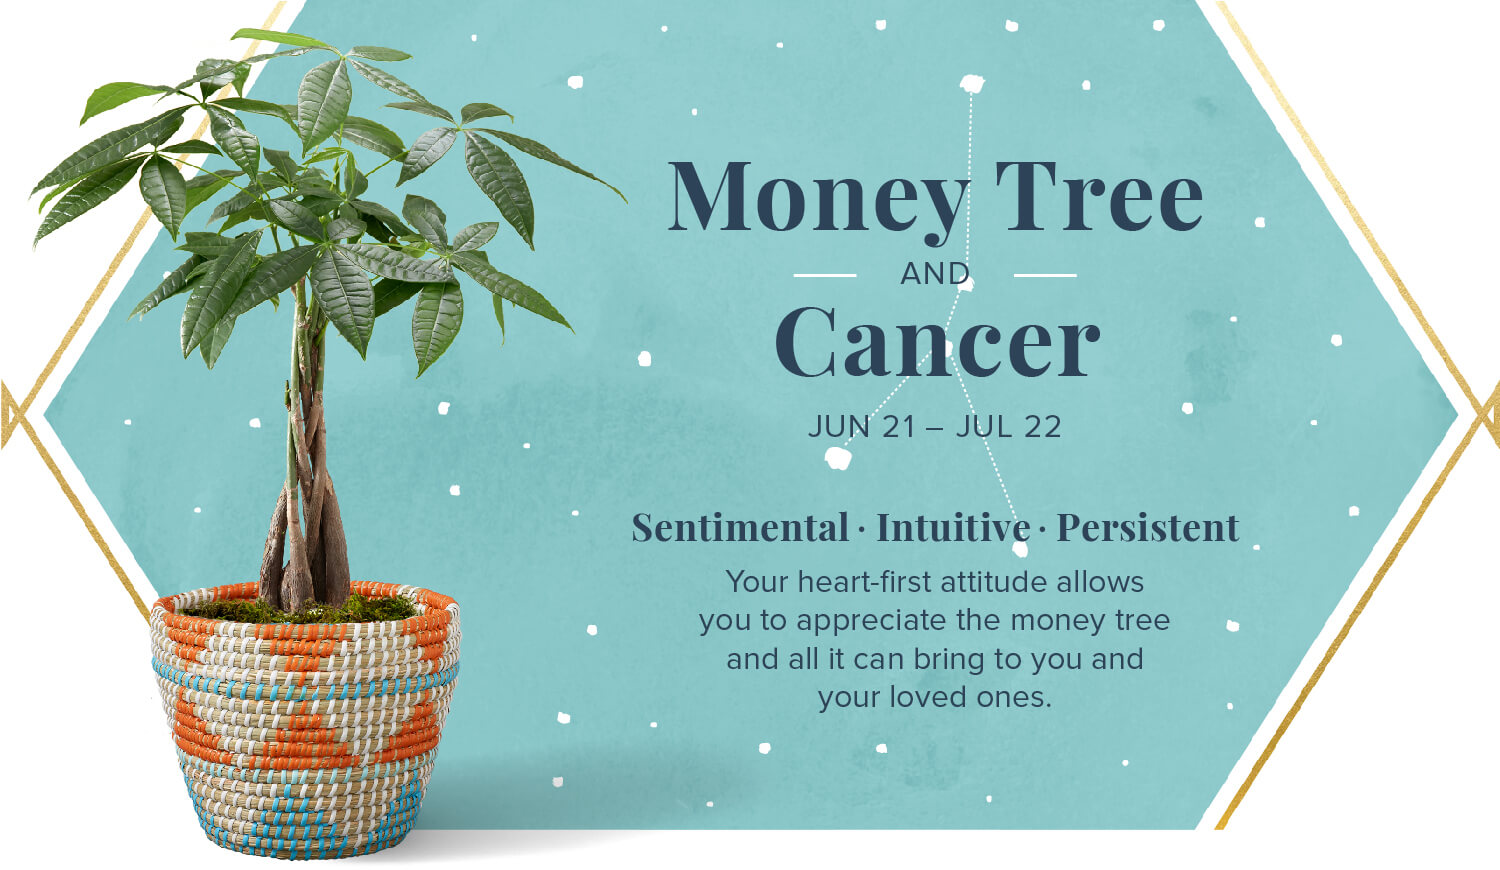 Money Tree
AND
Cancer
JUN 21 – JUL 22
Sentimental · Intuitive · Persistent
Your heart-first attitude allows
you to appreciate the money tree
and all it can bring to you and
your loved ones.